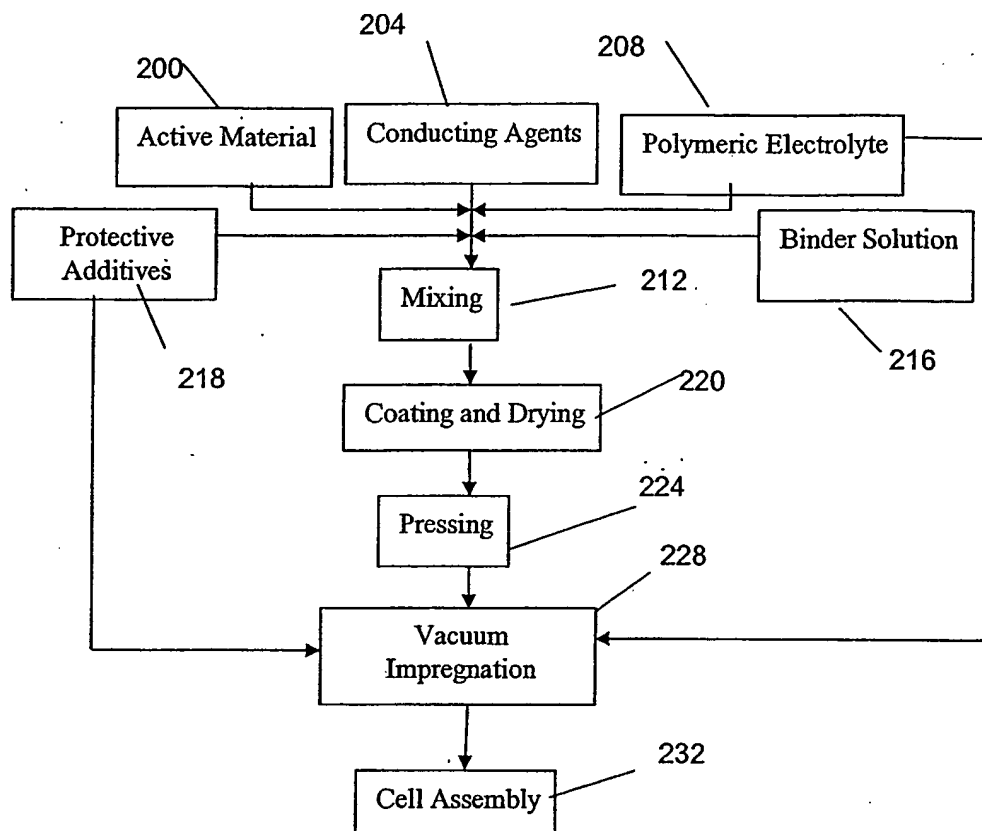 204
208
200
Active Material
Conducting Agents
Polymeric Electrolyte
Protective
Additives
Binder Solution
Mixing
212
218
216
220
Coating and Drying
224
Pressing
228
Vacuum
Impregnation
232
Cell Assembly